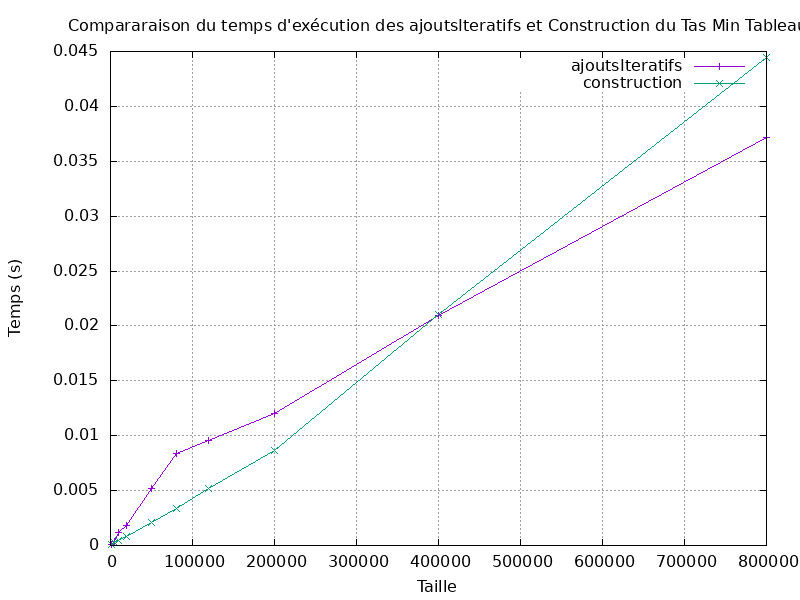 Compararaison du temps d'exécution des ajoutsIteratifs et Construction du Tas Min Tableau
ajoutsIteratifs
construction
0.045
0.04
0.035
0.03
0.025
0.02
0.015
0.01
0.005
0
0 100000 200000 300000 400000 500000 600000 700000 800000
Temps (s)
Taille